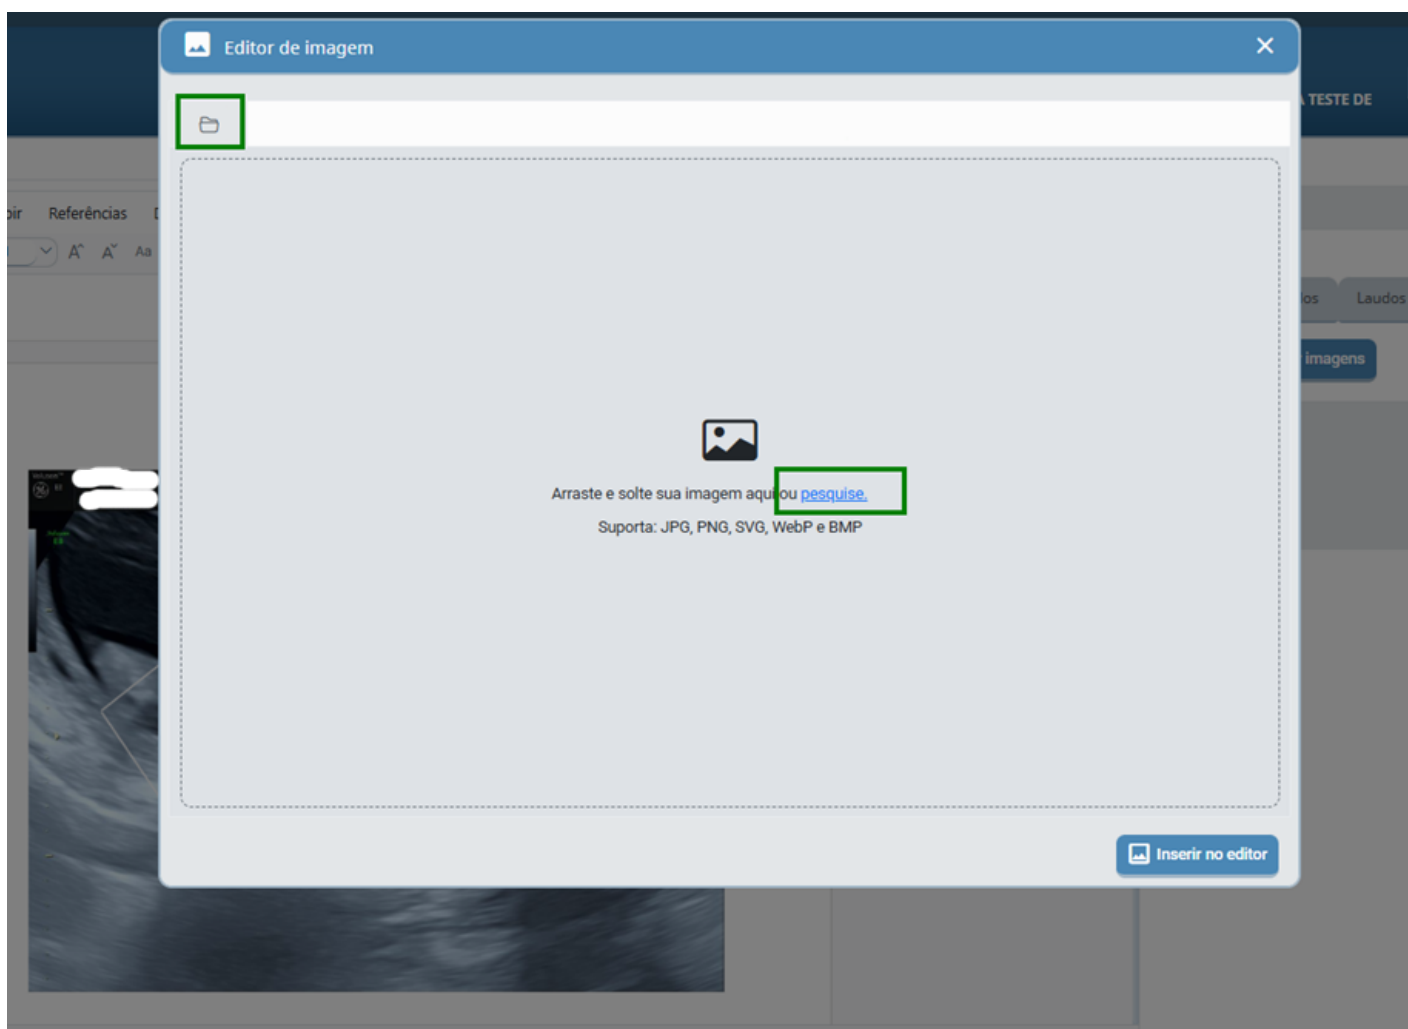 Editor de imagem
TESTE DE
Referências
Aa
Laudos
imagens
Arraste e solte sua imagem aqui ou pesquise.
Suporta: JPG, PNG, SVG, WebP e BMP
Inserir no editor